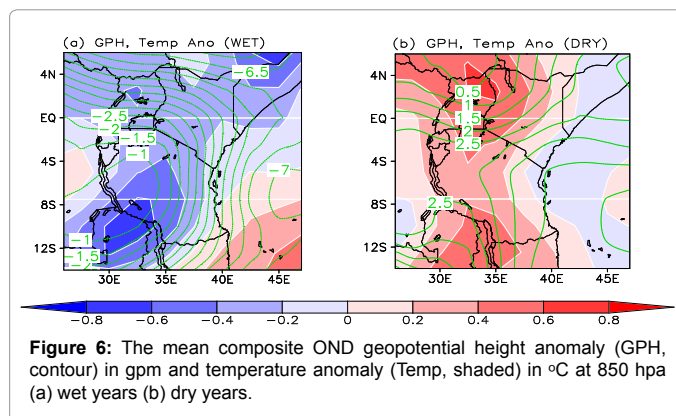 (a) GPH, Temp Ano (WET)
4N
EQ
4S
8S
12S
−6.5
−2.5
−2
−1.5
−1
−7
−1
−1.5
30E 35E 40E 45E
(b) GPH, Temp Ano (DRY)
4N
EQ
4S
8S
12S
0.5
1
1.5
2
2.5
2.5
30E 35E 40E 45E
−0.8 −0.6 −0.4 −0.2 0 0.2 0.4 0.6 0.8
Figure 6: The mean composite OND geopotential height anomaly (GPH,
contour) in gpm and temperature anomaly (Temp, shaded) in ºC at 850 hpa
(a) wet years (b) dry years.